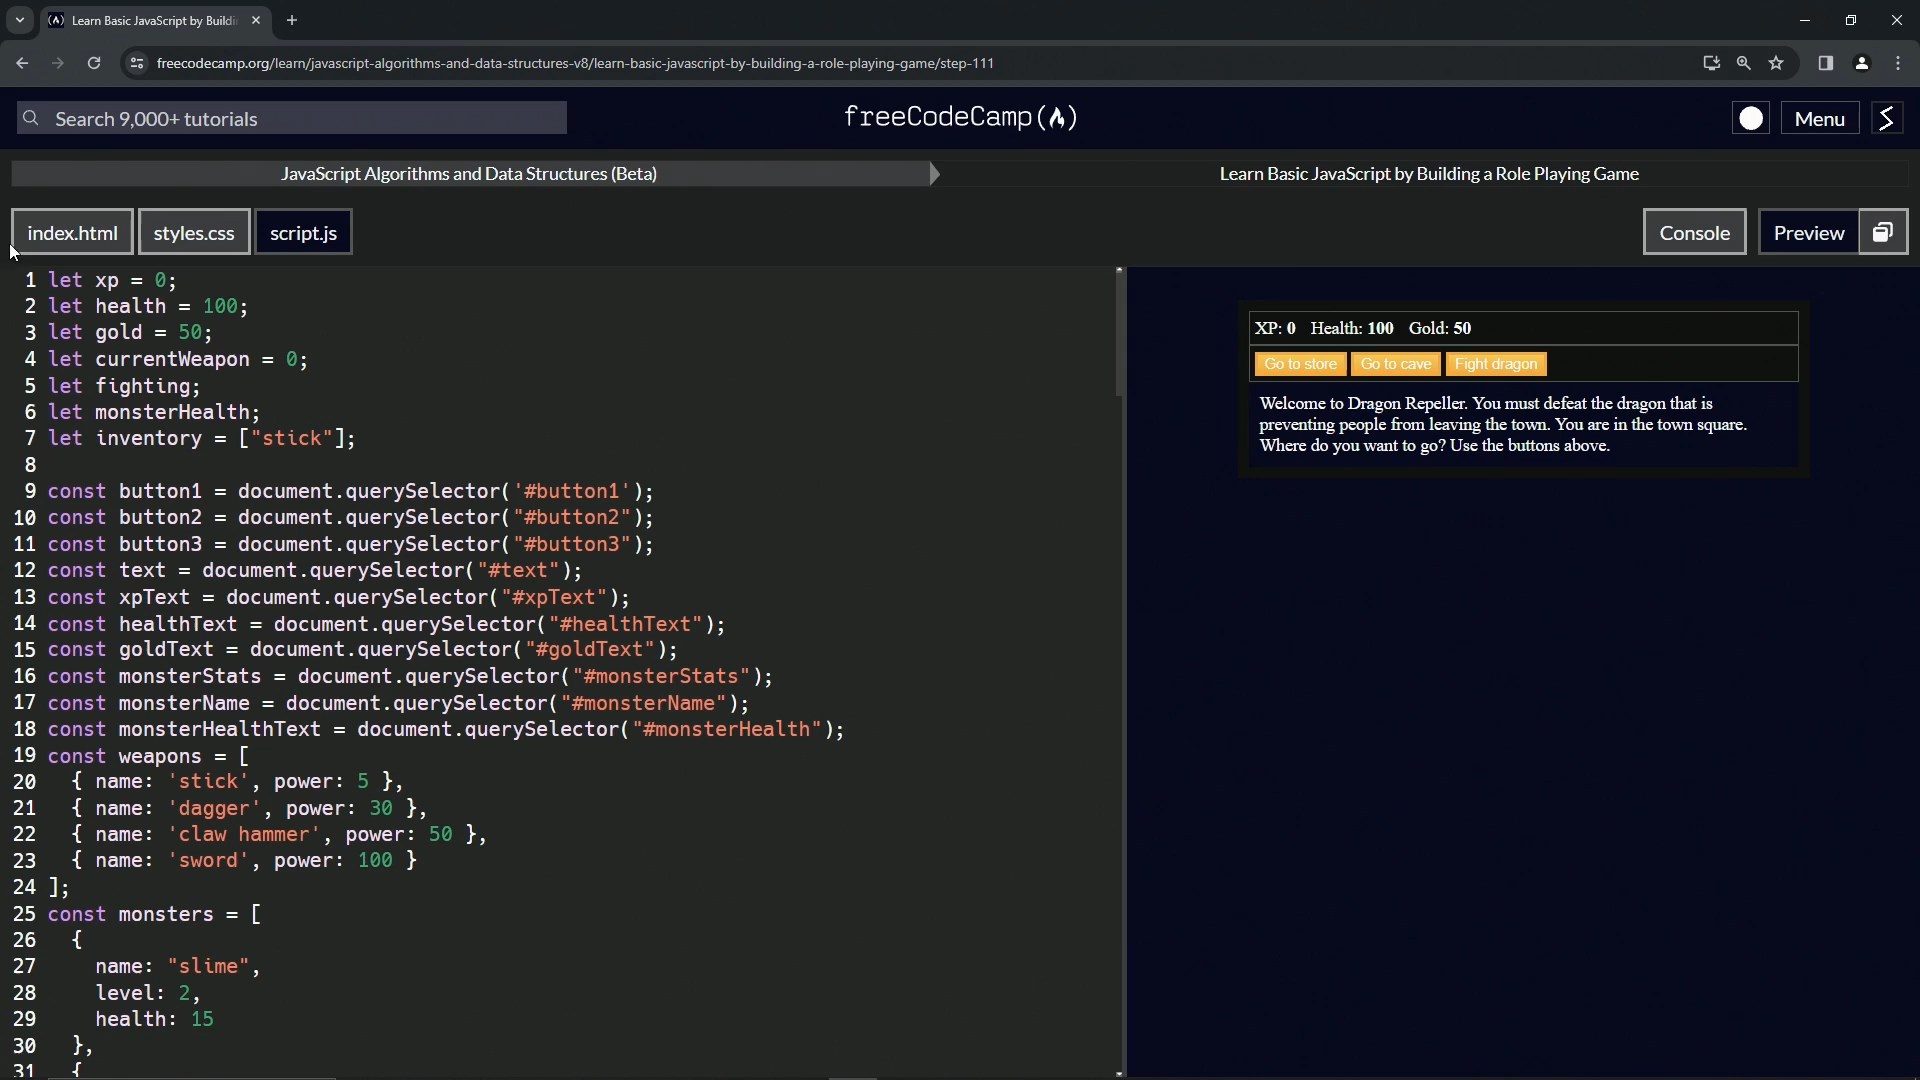 Learn Basic JavaScript by Buildi
freecodecamp.org/learn/javascript-algorithms-and-data-structures-v8/learn-basic-javascript-by-building-a-role-playing-game/step-111
Search 9,000+ tutorials
freeCodeCamp(🔥)
Menu
JavaScript Algorithms and Data Structures (Beta)
Learn Basic JavaScript by Building a Role Playing Game
index.html
styles.css
script.js
Console
Preview
1 let xp = 0;
2 let health = 100;
3 let gold = 50;
4 let currentWeapon = 0;
5 let fighting;
6 let monsterHealth;
7 let inventory = ["stick"];
8
9 const button1 = document.querySelector('#button1');
10 const button2 = document.querySelector("#button2");
11 const button3 = document.querySelector("#button3");
12 const text = document.querySelector("#text");
13 const xpText = document.querySelector("#xpText");
14 const healthText = document.querySelector("#healthText");
15 const goldText = document.querySelector("#goldText");
16 const monsterStats = document.querySelector("#monsterStats");
17 const monsterName = document.querySelector("#monsterName");
18 const monsterHealthText = document.querySelector("#monsterHealth");
19 const weapons = [
20 { name: 'stick', power: 5 },
21 { name: 'dagger', power: 30 },
22 { name: 'claw hammer', power: 50 },
23 { name: 'sword', power: 100 }
24 ];
25 const monsters = [
26 {
27 name: "slime",
28 level: 2,
29 health: 15
30 },
31 {
XP: 0 Health: 100 Gold: 50
Go to store
Go to cave
Fight dragon
Welcome to Dragon Repeller. You must defeat the dragon that is
preventing people from leaving the town. You are in the town square.
Where do you want to go? Use the buttons above.